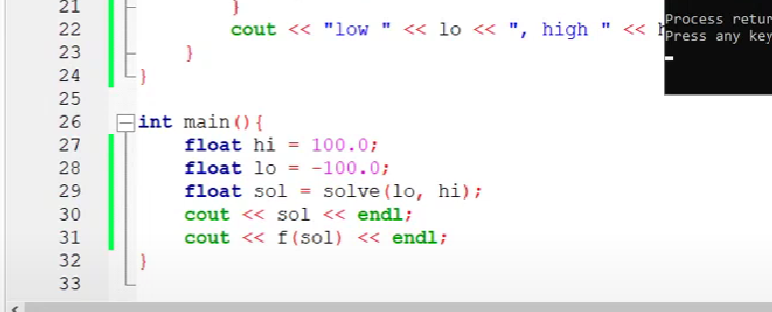 21 }
22 cout << "low " << lo << ", high " <<
23 }
24 }
25
26 int main(){
27 float hi = 100.0;
28 float lo = -100.0;
29 float sol = solve(lo, hi);
30 cout << sol << endl;
31 cout << f(sol) << endl;
32 }
33
Process retur
Press any key